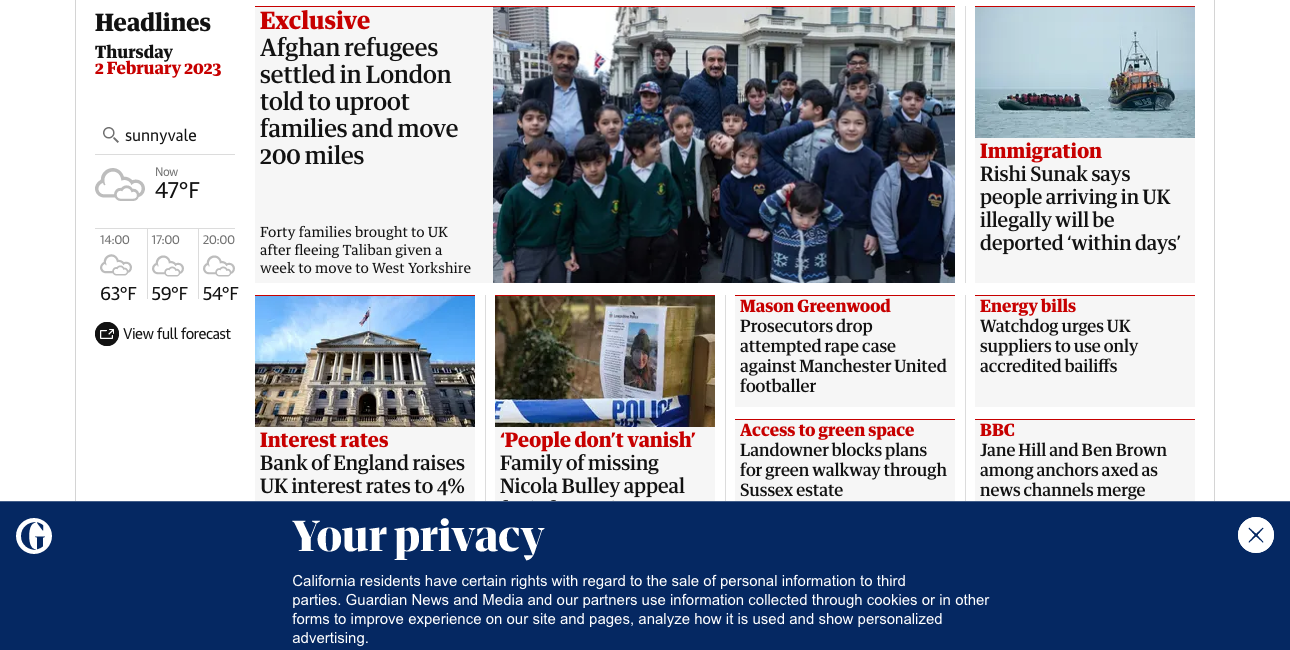 Headlines
Thursday
2 February 2023
sunnyvale
Now
47°F
14:00
17:00
20:00
63°F
59°F
54°F
View full forecast
Exclusive
Afghan refugees
settled in London
told to uproot
families and move
200 miles
Forty families brought to UK
after fleeing Taliban given a
week to move to West Yorkshire
Immigration
Rishi Sunak says
people arriving in UK
illegally will be
deported ‘within days’
Interest rates
Bank of England raises
UK interest rates to 4%
POLICE
‘People don’t vanish’
Family of missing
Nicola Bulley appeal
Mason Greenwood
Prosecutors drop
attempted rape case
against Manchester United
footballer
Energy bills
Watchdog urges UK
suppliers to use only
accredited bailiffs
Access to green space
Landowner blocks plans
for green walkway through
Sussex estate
BBC
Jane Hill and Ben Brown
among anchors axed as
news channels merge
Your privacy
California residents have certain rights with regard to the sale of personal information to third
parties. Guardian News and Media and our partners use information collected through cookies or in other
forms to improve experience on our site and pages, analyze how it is used and show personalized
advertising.